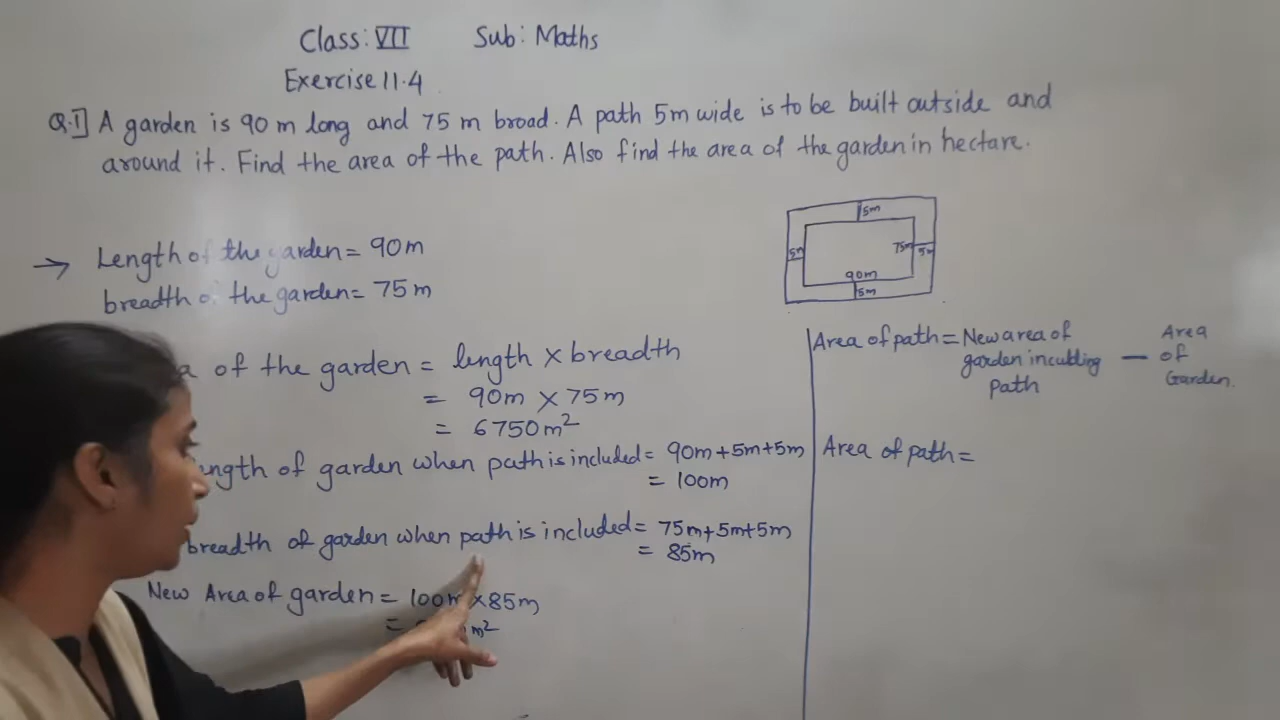 Class: VII Sub: Maths
Exercise 11.4
Q.1] A garden is 90 m long and 75 m broad. A path 5m wide is to be built outside and
around it. Find the area of the path. Also find the area of the garden in hectare.
5m
5m
75m
5m
90m
5m
→ Length of the garden = 90m
breadth of the garden = 75 m
of the garden = length × breadth
= 90m × 75m
= 6750m²
length of garden when path is included = 90m+5m+5m
= 100m
breadth of garden when path is included = 75m+5m+5m
= 85m
New Area of garden = 100m × 85m
= m²
Area of path = New area of garden incutling path — Area of Garden.
Area of path =